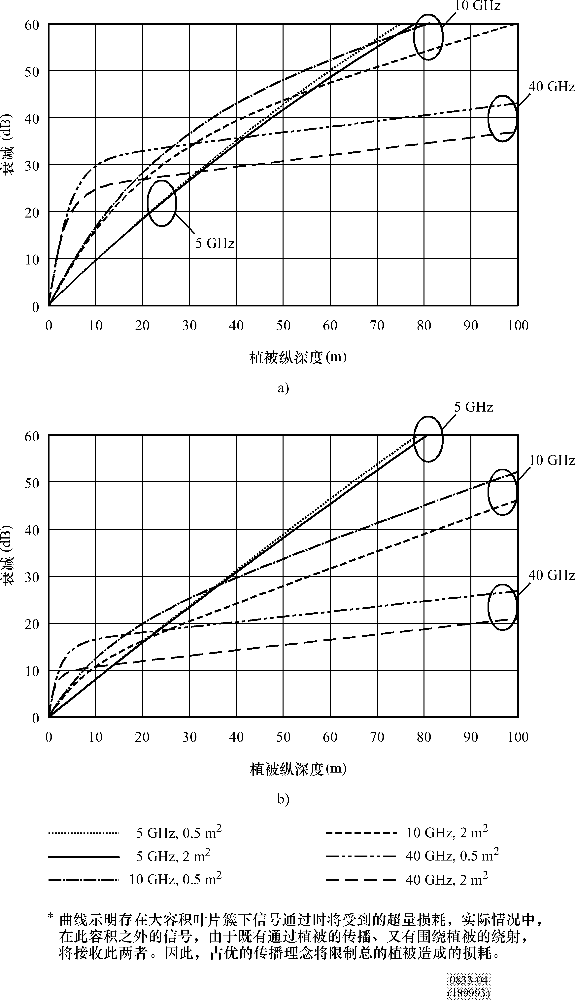 10 GHz
60
50
40 GHz
40
30
20
5 GHz
10
0
衰减 (dB)
0 10 20 30 40 50 60 70 80 90 100
植被纵深度 (m)
a)
5 GHz
60
10 GHz
50
40
40 GHz
30
20
10
0
衰减 (dB)
0 10 20 30 40 50 60 70 80 90 100
植被纵深度 (m)
b)
5 GHz, 0.5 m²
10 GHz, 2 m²
5 GHz, 2 m²
40 GHz, 0.5 m²
10 GHz, 0.5 m²
40 GHz, 2 m²
* 曲线示明存在大容积叶片簇下信号通过时将受到的超量损耗，实际情况中，
在此容积之外的信号，由于既有通过植被的传播、又有围绕植被的绕射，
将接收此两者。因此，占优的传播理念将限制总的植被造成的损耗。
0833-04
(189993)